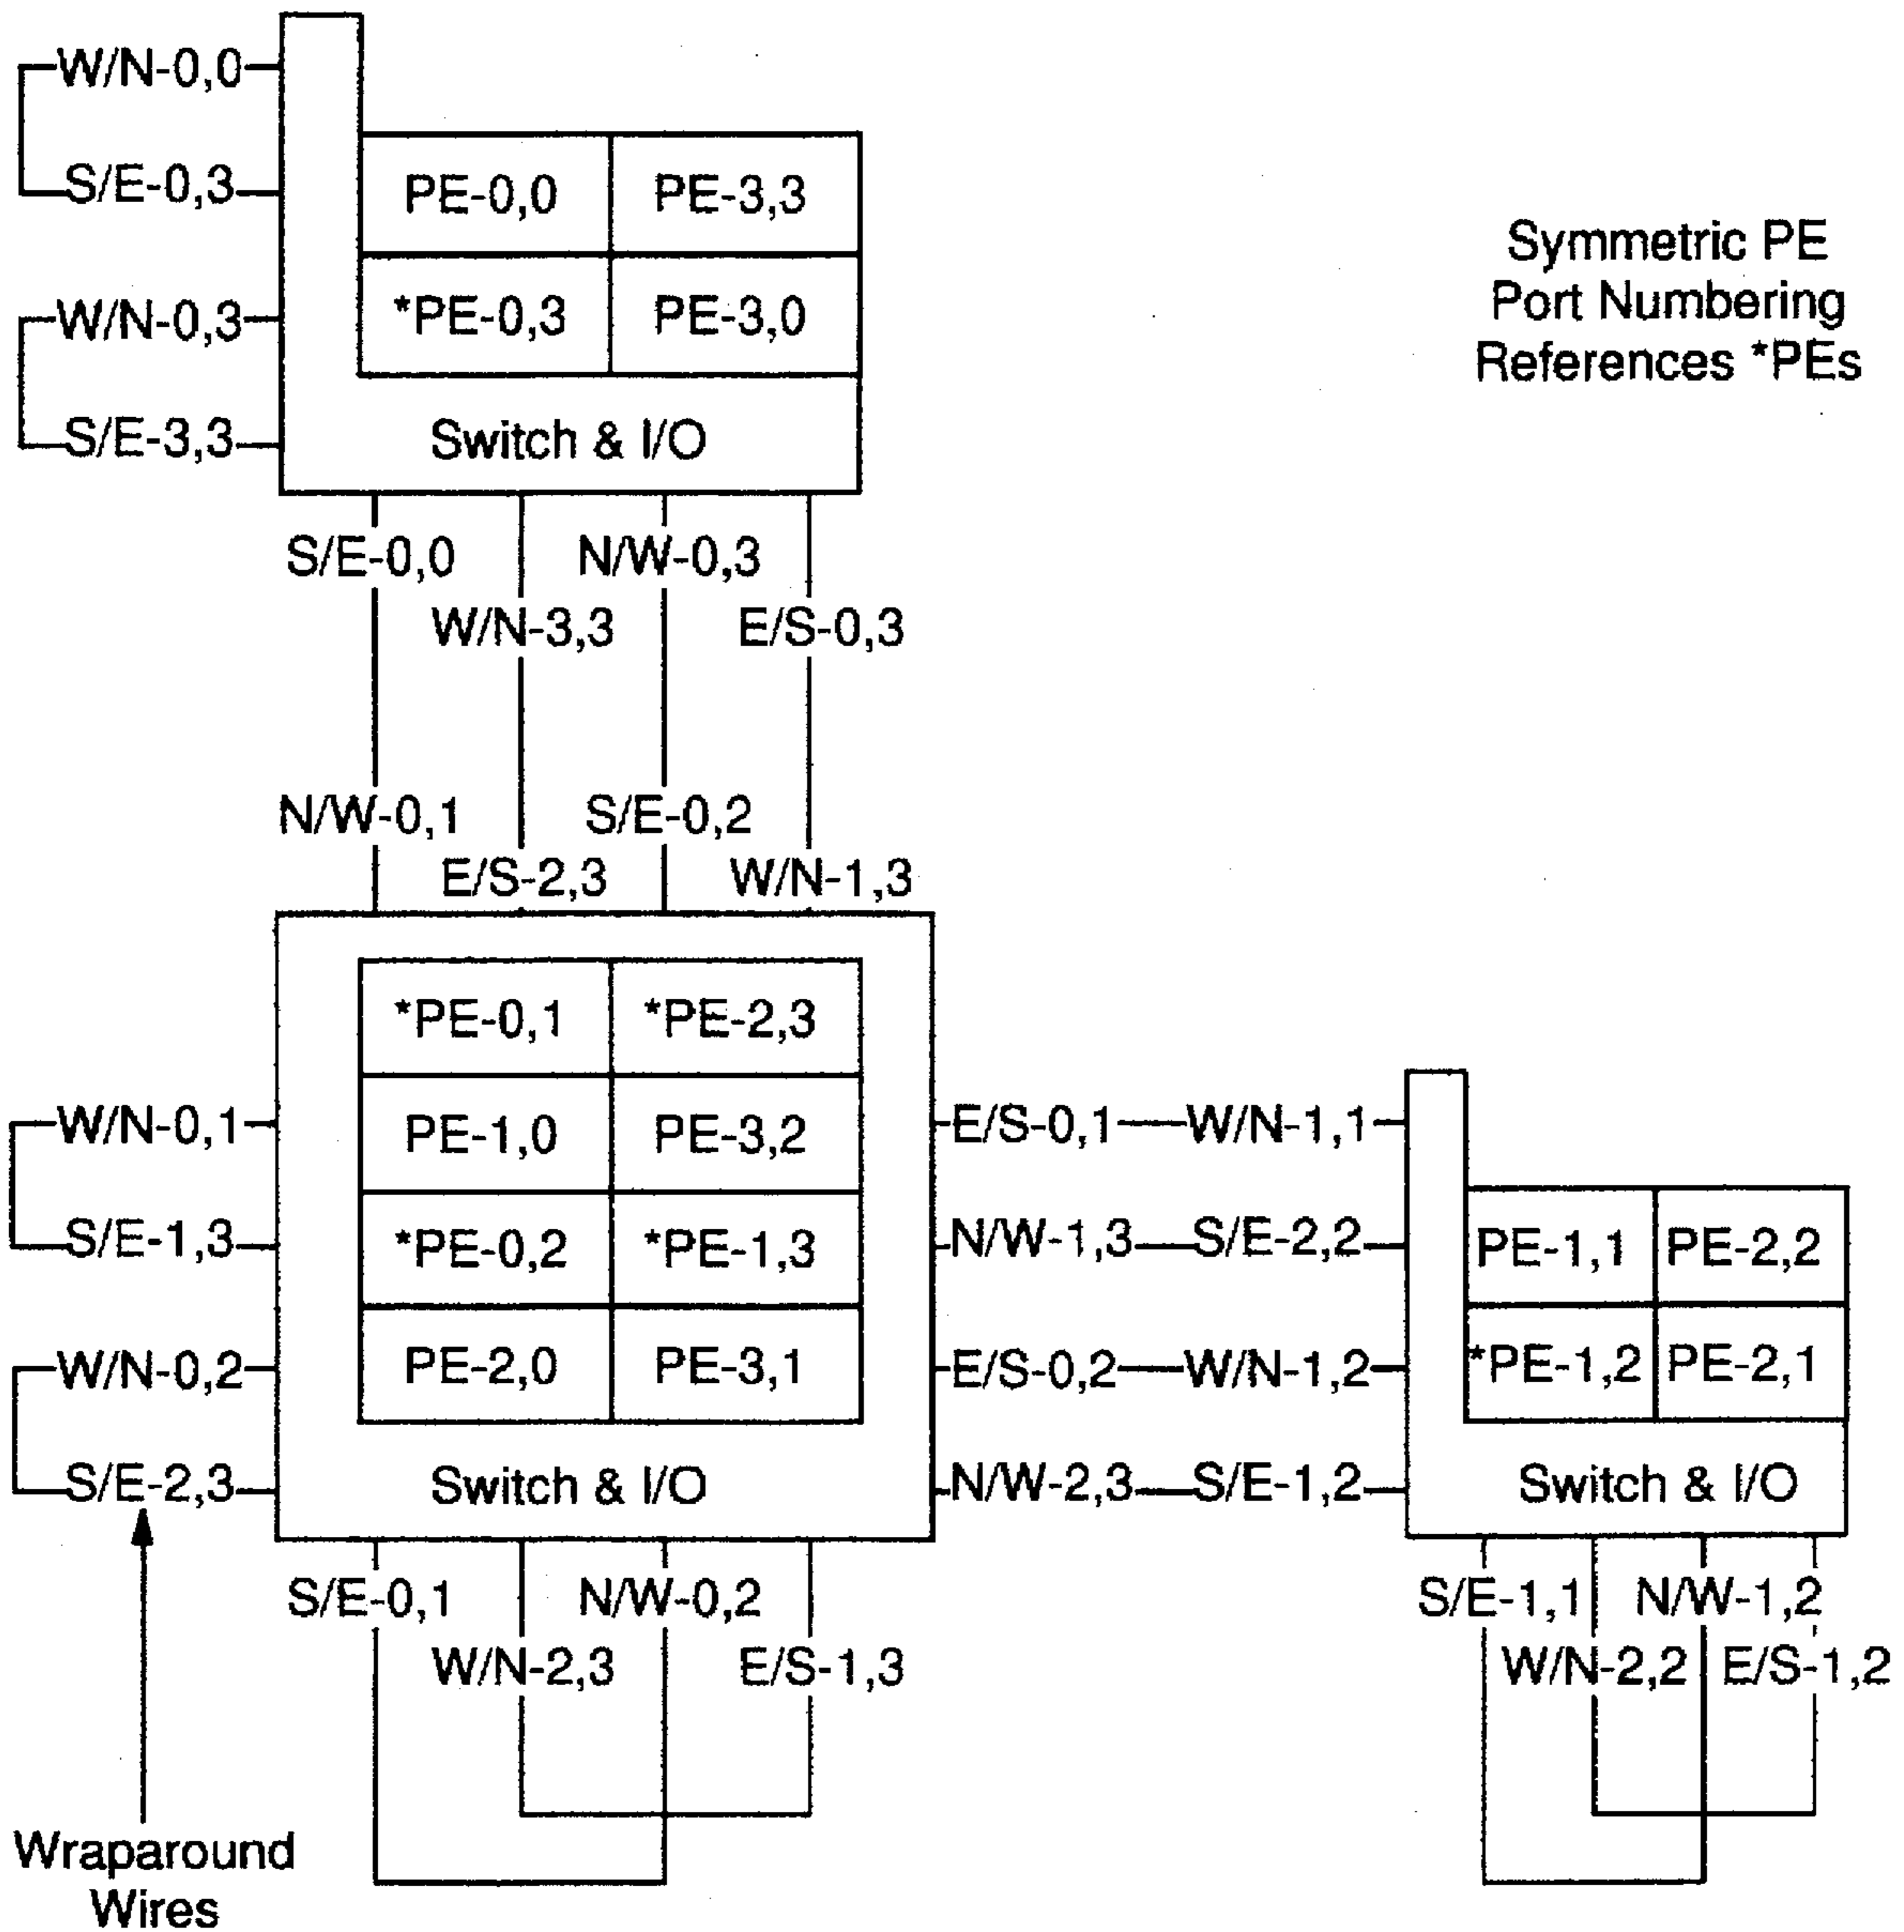 W/N-0,0
S/E-0,3
PE-0,0 PE-3,3
W/N-0,3
*PE-0,3 PE-3,0
S/E-3,3
Switch & I/O
Symmetric PE
Port Numbering
References *PEs
S/E-0,0 N/W-0,3
W/N-3,3 E/S-0,3
N/W-0,1 S/E-0,2
E/S-2,3 W/N-1,3
*PE-0,1 *PE-2,3
W/N-0,1 PE-1,0 PE-3,2 E/S-0,1 W/N-1,1
S/E-1,3 *PE-0,2 *PE-1,3 N/W-1,3 S/E-2,2 PE-1,1 PE-2,2
W/N-0,2 PE-2,0 PE-3,1 E/S-0,2 W/N-1,2 *PE-1,2 PE-2,1
S/E-2,3 Switch & I/O N/W-2,3 S/E-1,2 Switch & I/O
S/E-0,1 N/W-0,2 S/E-1,1 N/W-1,2
W/N-2,3 E/S-1,3 W/N-2,2 E/S-1,2
Wraparound
Wires